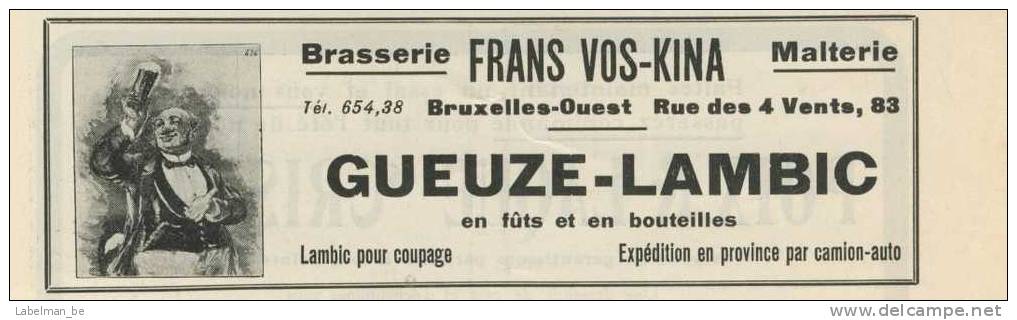 Brasserie FRANS VOS-KINA Malterie
Tél. 654,38 Bruxelles-Ouest Rue des 4 Vents, 83
GUEUZE-LAMBIC
en fûts et en bouteilles
Lambic pour coupage Expédition en province par camion-auto
Labelman_be
delcampe.net